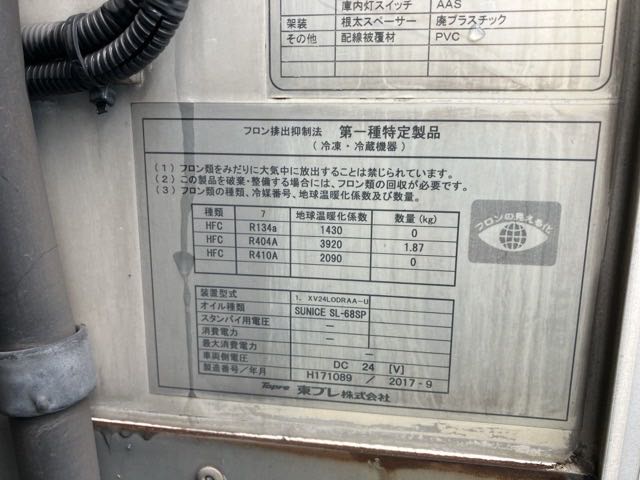 庫内灯スイッチ AAS
架装 根太スペーサー 廃プラスチック
その他 配線被覆材 PVC
フロン排出抑制法 第一種特定製品
(冷凍・冷蔵機器)
(1) フロン類をみだりに大気中に放出することは禁じられています。
(2) この製品を破棄・整備する場合には、フロン類の回収が必要です。
(3) フロン類の種類、冷媒番号、地球温暖化係数及び数量。
種類 7 地球温暖化係数 数量(kg)
HFC R134a 1430 0
HFC R404A 3920 1.87
HFC R410A 2090 0
フロンの見える化
装置型式 1. XV24LODRAA-U
オイル種類 SUNICE SL-68SP
スタンバイ用電圧 —
消費電力 —
最大消費電力 —
車両側電圧 DC 24 [V]
製造番号/年月 H171089 / 2017-9
Topre 東プレ株式会社